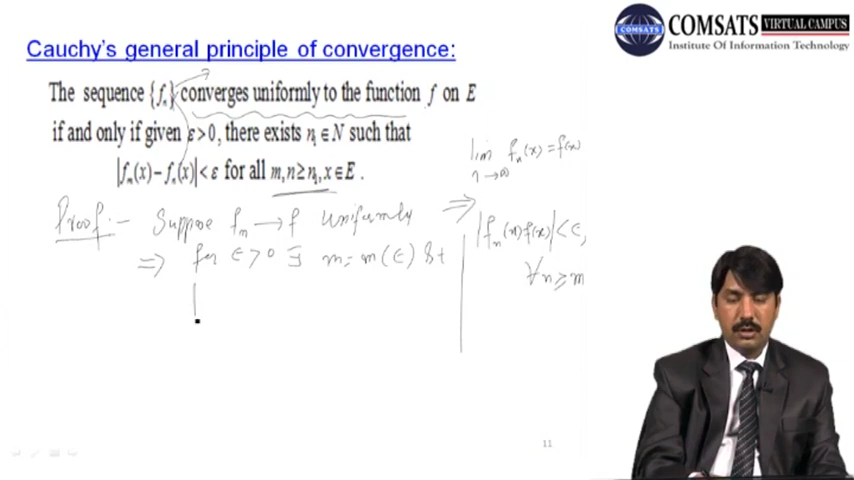 Cauchy's general principle of convergence:
COMSATS VIRTUAL CAMPUS
Institute Of Information Technology
The sequence {fₙ} converges uniformly to the function f on E
if and only if given ε>0, there exists n₁∈N such that
|fₘ(x)−fₙ(x)|<ε for all m,n≥n₁,x∈E.
lim fₙ(x)=f(x)
n→∞
Proof:- Suppose fₙ→f Uniformly
⇒ for ε>0 ∃ m=m(ε) St
⇒
|fₙ(x) f(x)|<ε,
∀n≥m
11